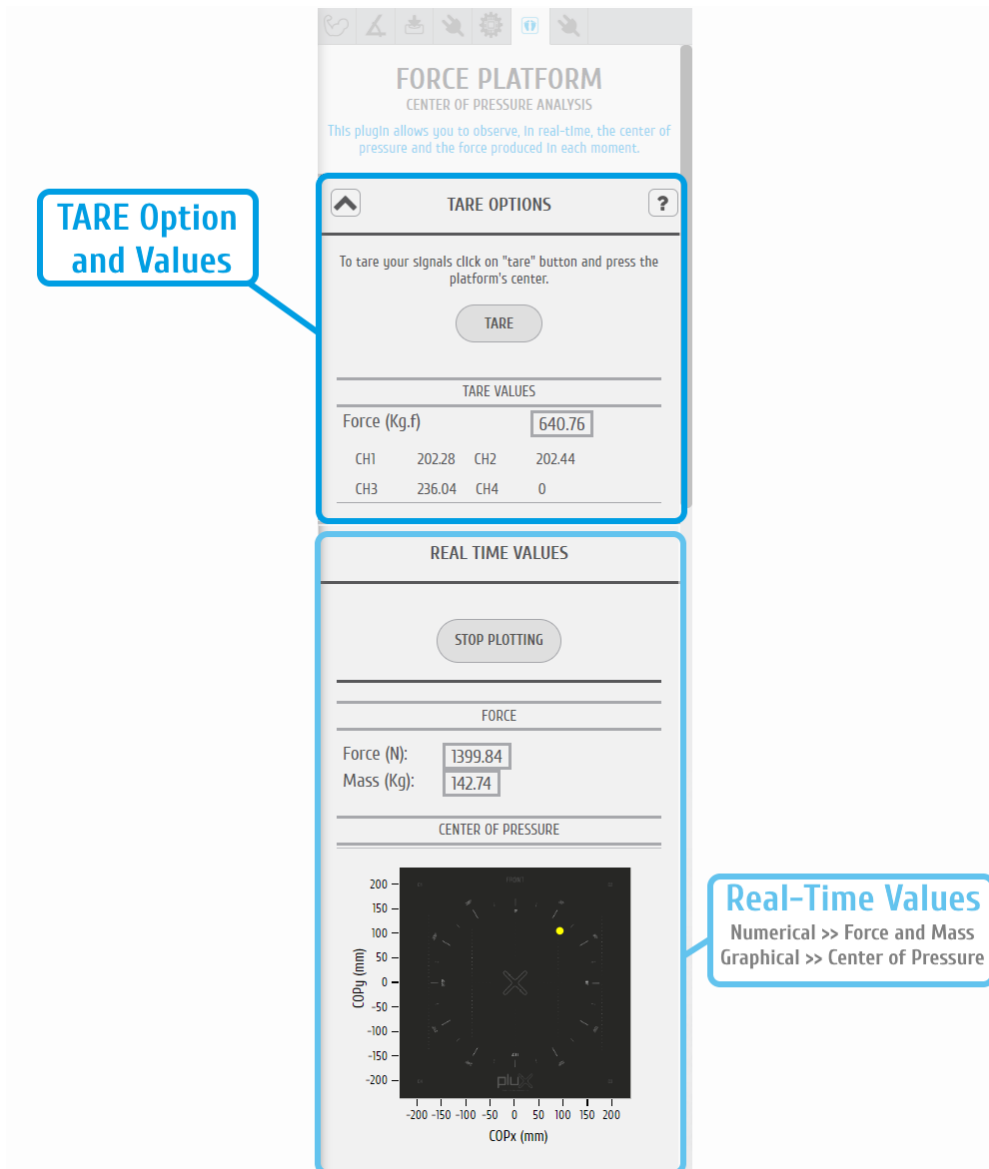 FORCE PLATFORM
CENTER OF PRESSURE ANALYSIS
This plugin allows you to observe, in real-time, the center of
pressure and the force produced in each moment.
TARE Option
and Values
TARE OPTIONS
?
To tare your signals click on "tare" button and press the
platform's center.
TARE
TARE VALUES
Force (Kg.f) 640.76
CH1 202.28 CH2 202.44
CH3 236.04 CH4 0
REAL TIME VALUES
STOP PLOTTING
FORCE
Force (N): 1399.84
Mass (Kg): 142.74
CENTER OF PRESSURE
FRONT
200
150
100
50
0
-50
-100
-150
-200
COPy (mm)
plux
-200 -150 -100 -50 0 50 100 150 200
COPx (mm)
Real-Time Values
Numerical >> Force and Mass
Graphical >> Center of Pressure